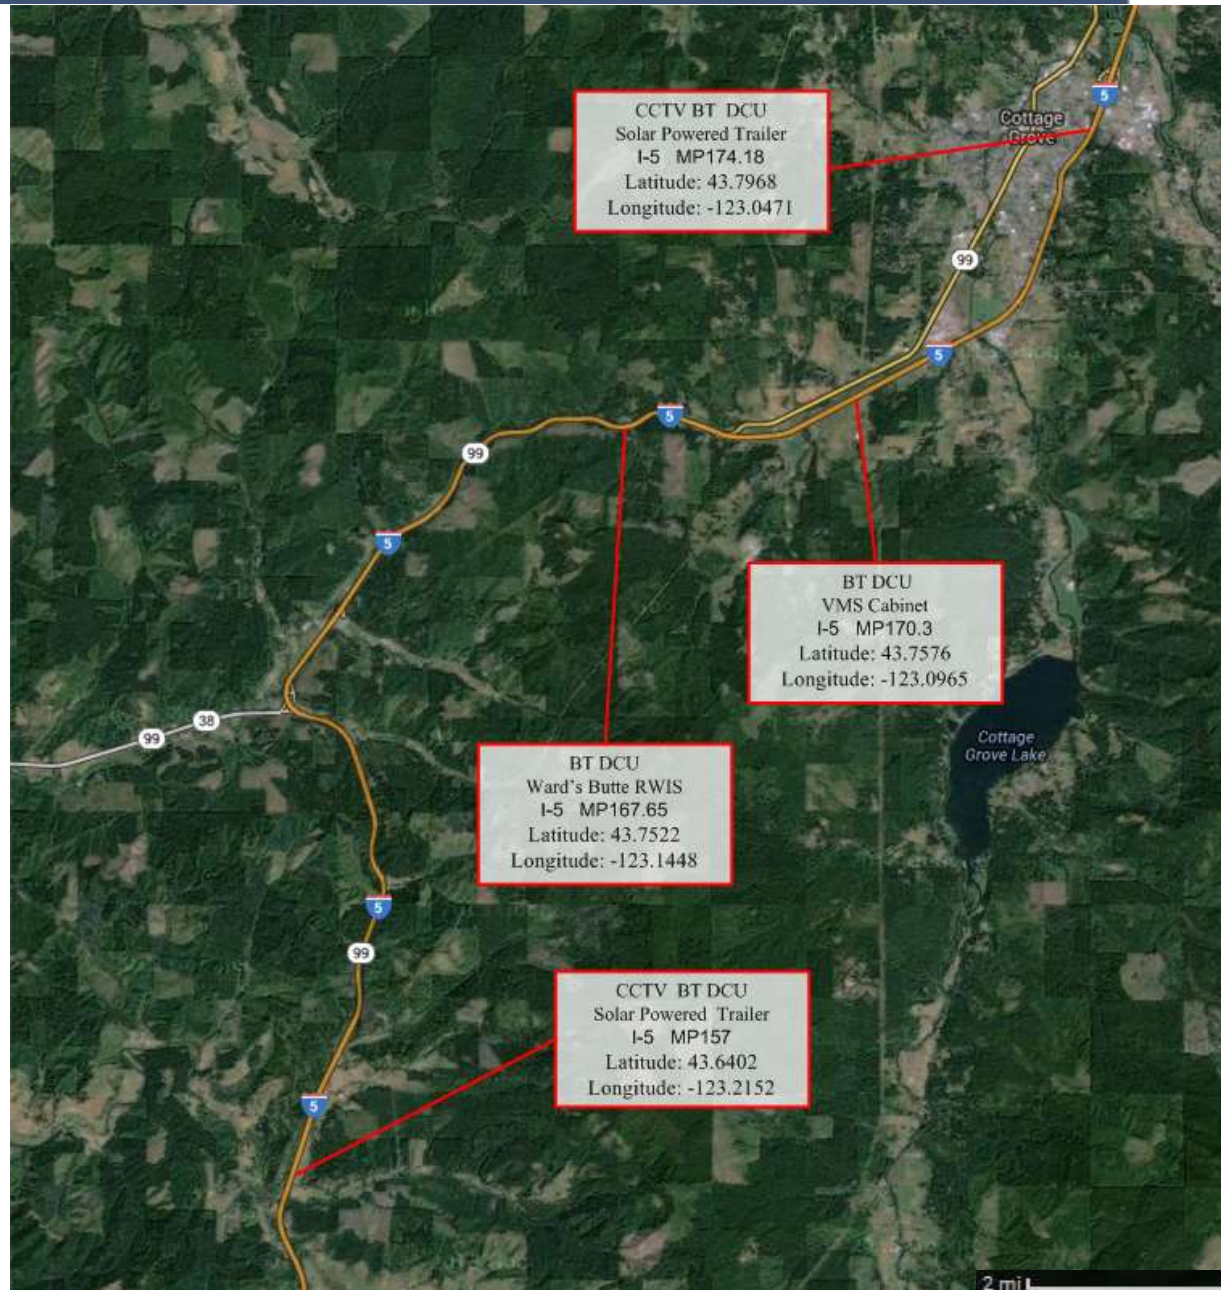 CCTV BT DCU
Solar Powered Trailer
I-5 MP174.18
Latitude: 43.7968
Longitude: -123.0471
Cottage
Grove
5
99
5
5
99
5
BT DCU
VMS Cabinet
I-5 MP170.3
Latitude: 43.7576
Longitude: -123.0965
38
99
Cottage
Grove Lake
BT DCU
Ward's Butte RWIS
I-5 MP167.65
Latitude: 43.7522
Longitude: -123.1448
5
99
CCTV BT DCU
Solar Powered Trailer
I-5 MP157
Latitude: 43.6402
Longitude: -123.2152
5
2 mi